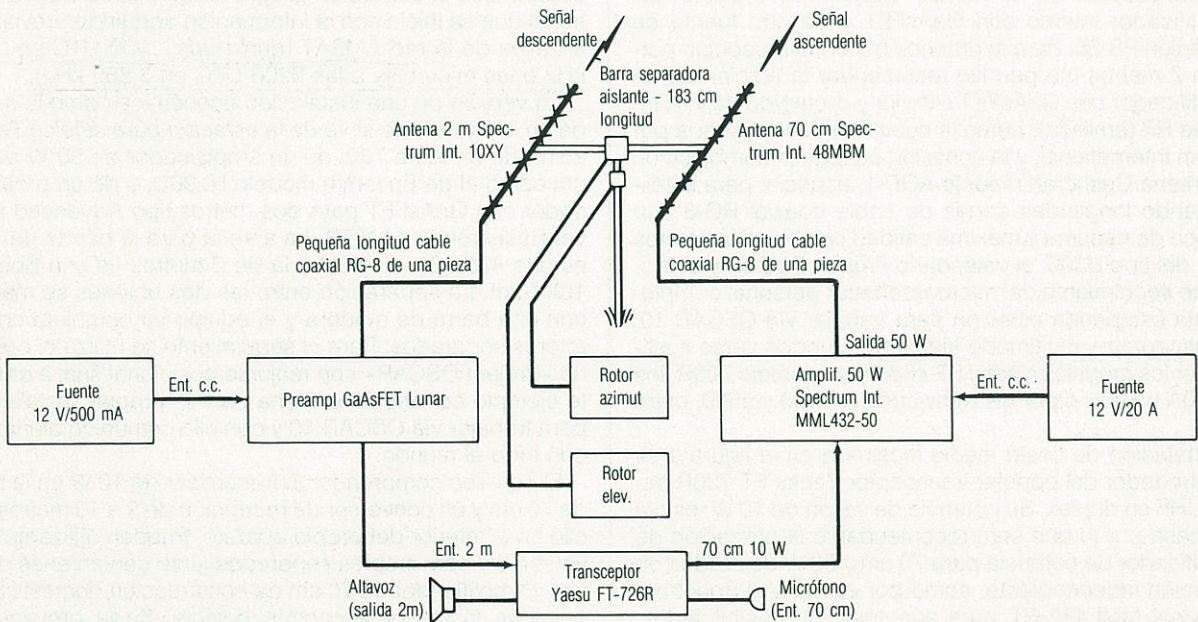 Señal
descendente
Señal
ascendente
Barra separadora
aislante - 183 cm
longitud
Antena 2 m Spec-
trum Int. 10XY
Antena 70 cm Spec-
trum Int. 48MBM
Pequeña longitud cable
coaxial RG-8 de una pieza
Pequeña longitud cable
coaxial RG-8 de una pieza
Salida 50 W
Fuente
12 V/500 mA
Ent. c.c.
Preampl GaAsFET Lunar
Rotor
azimut
Amplif. 50 W
Spectrum Int.
MML432-50
Ent. c.c.
Fuente
12 V/20 A
Rotor
elev.
Ent. 2 m
70 cm 10 W
Altavoz
(salida 2m)
Transceptor
Yaesu FT-726R
Micrófono
(Ent. 70 cm)